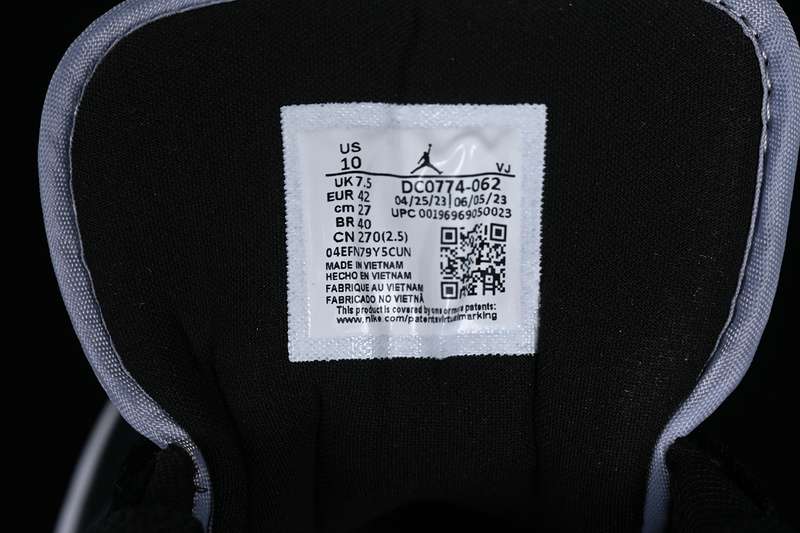 US
10
VJ
UK 7.5
EUR 42
cm 27
BR 40
CN 270(2.5)
DC0774-062
04/25/23 | 06/05/23
UPC 00196969050023
04EFN79Y5CUN
MADE IN VIETNAM
HECHO EN VIETNAM
FABRIQUE AU VIETNAM
FABRICADO NO VIETNÃ
This product is covered by one or more patents:
www.nike.com/patentsvirtualmarking